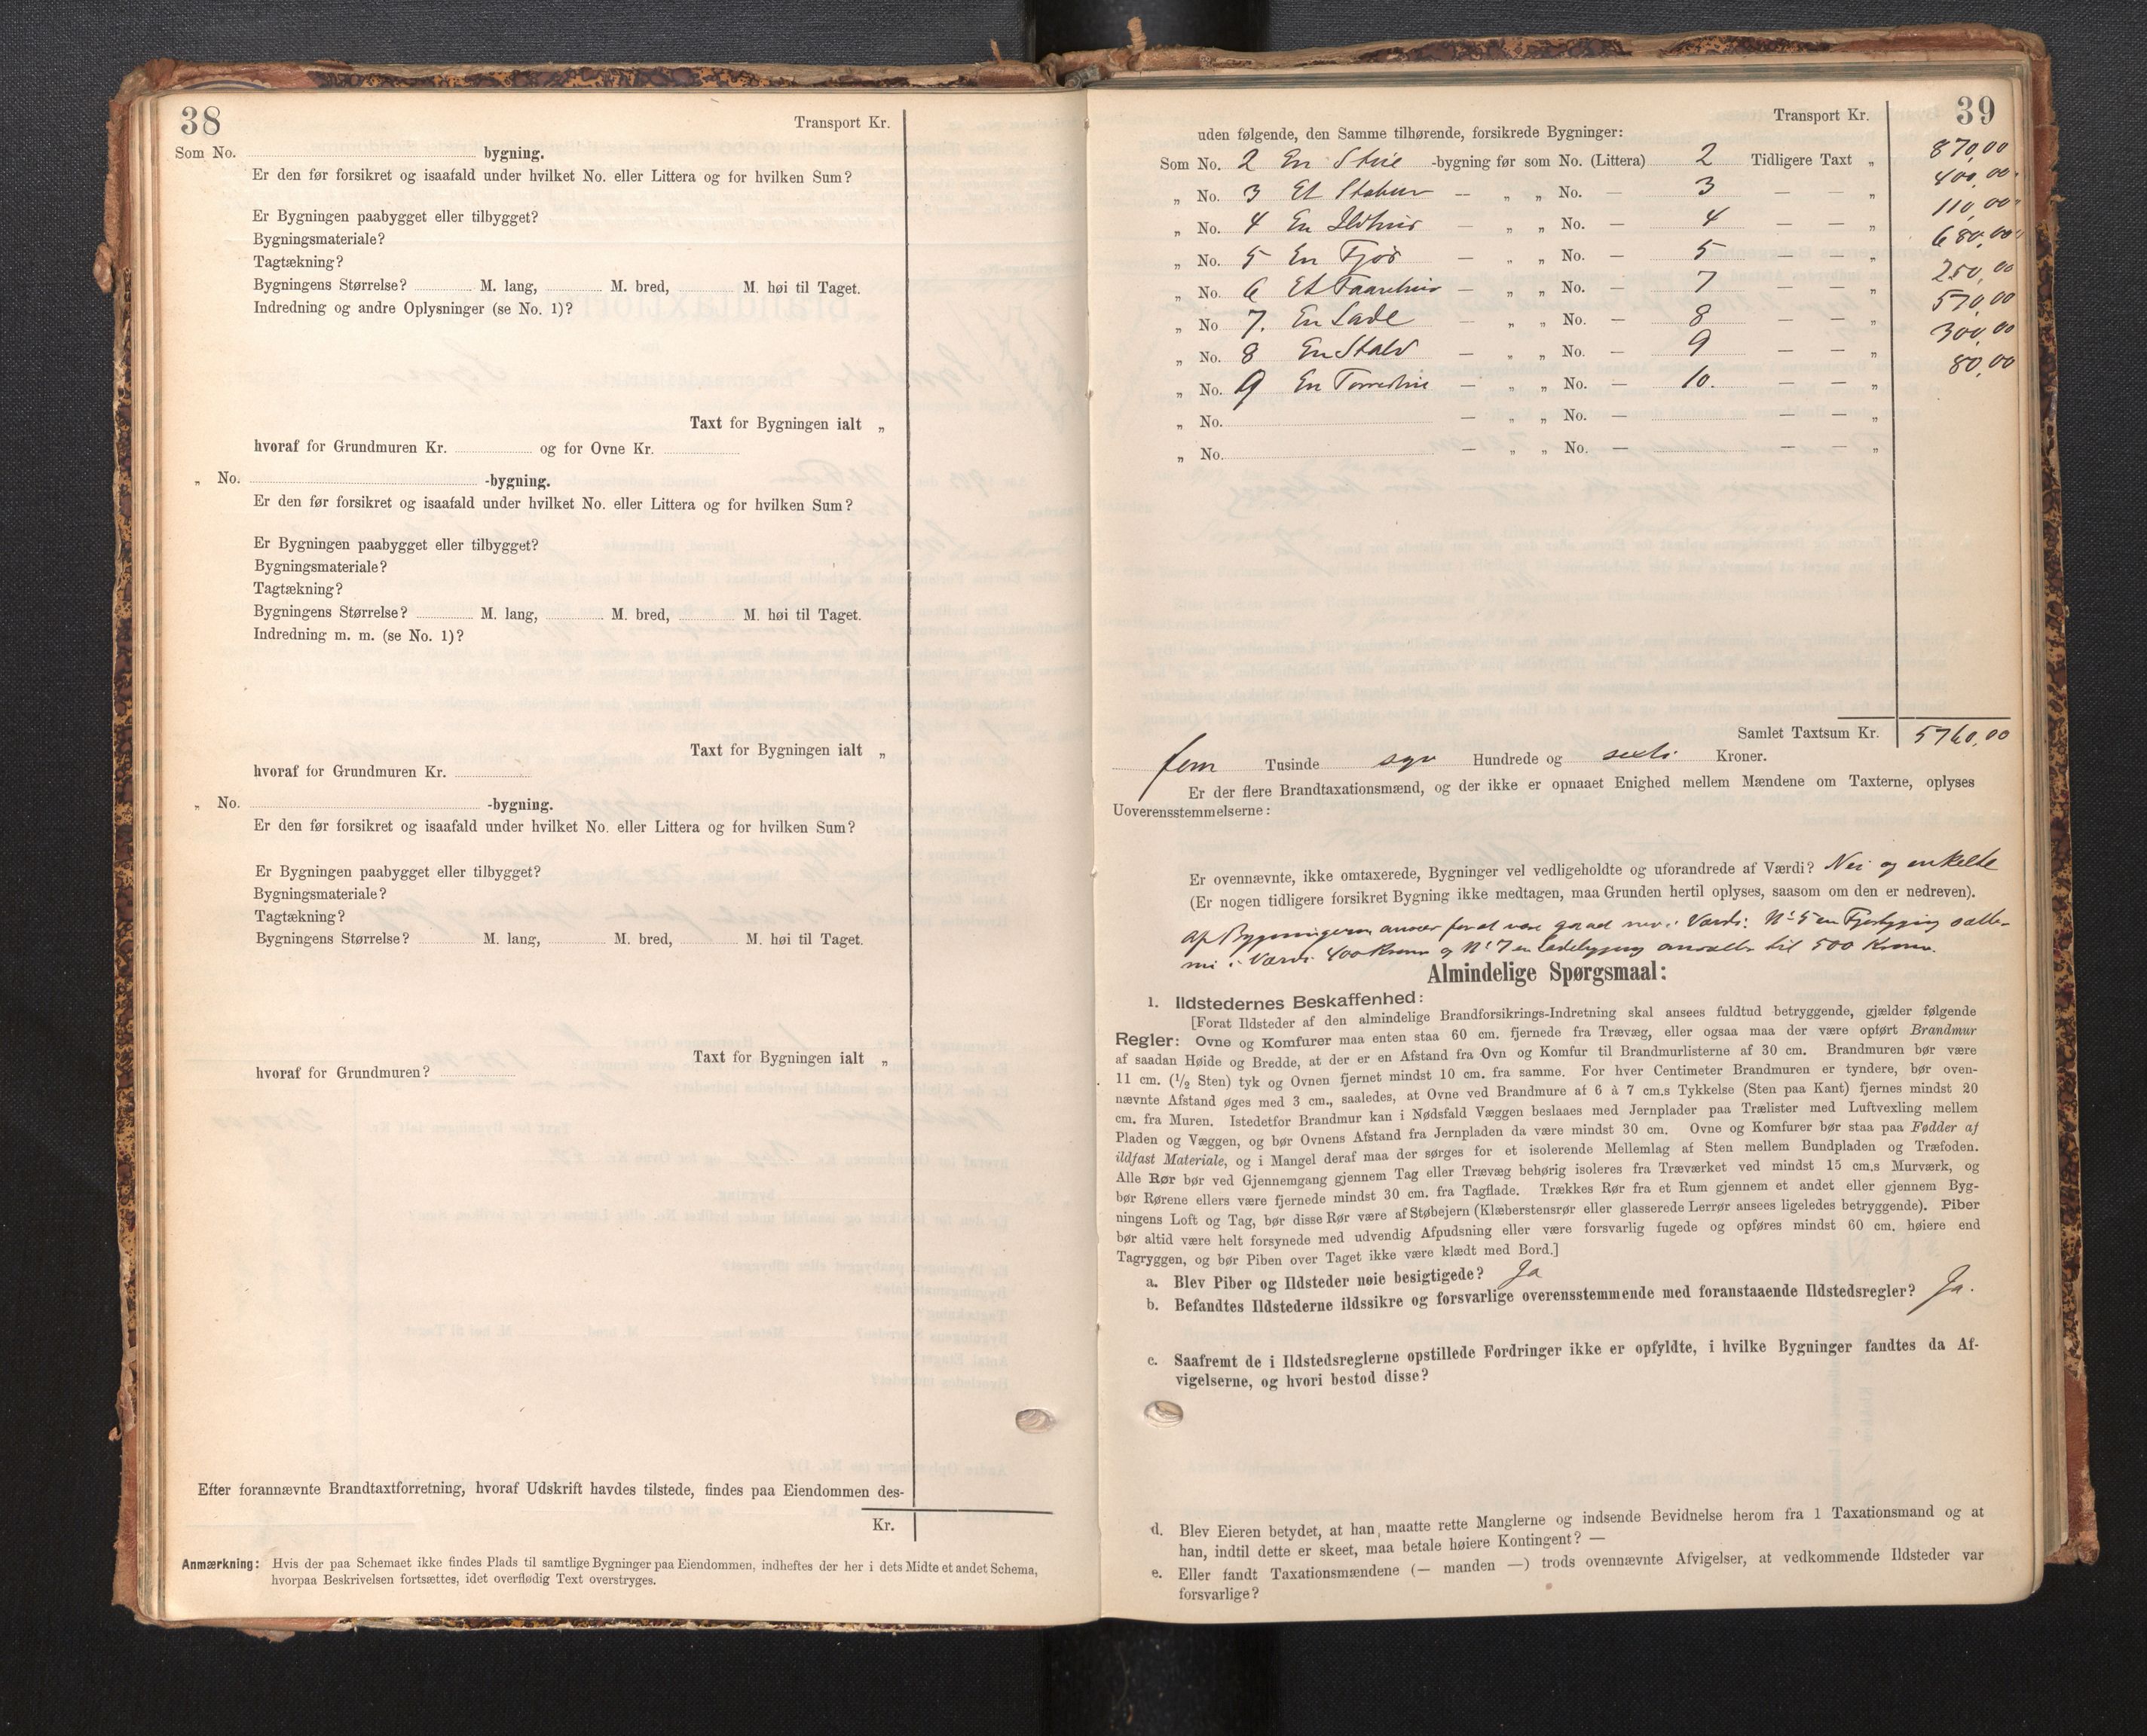 38
Transport Kr.
Som No. bygning.
Er den før forsikret og isaafald under hvilket No. eller Littera og for hvilken Sum?
Er Bygningen paabygget eller tilbygget?
Bygningsmateriale?
Tagtækning?
Bygningens Størrelse? M. lang, M. bred, M. høi til Taget.
Indredning og andre Oplysninger (se No. 1)?
Taxt for Bygningen ialt „
hvoraf for Grundmuren Kr. og for Ovne Kr.
„ No. -bygning.
Er den før forsikret og isaafald under hvilket No. eller Littera og for hvilken Sum?
Er Bygningen paabygget eller tilbygget?
Bygningsmateriale?
Tagtækning?
Bygningens Størrelse? M. lang, M. bred, M. høi til Taget.
Indredning m. m. (se No. 1)?
Taxt for Bygningen ialt „
hvoraf for Grundmuren Kr.
„ No. -bygning.
Er den før forsikret og isaafald under hvilket No. eller Littera og for hvilken Sum?
Er Bygningen paabygget eller tilbygget?
Bygningsmateriale?
Tagtækning?
Bygningens Størrelse? M. lang, M. bred, M. høi til Taget.
Taxt for Bygningen ialt „
hvoraf for Grundmuren?
Efter forannævnte Brandtaxtforretning, hvoraf Udskrift havdes tilstede, findes paa Eiendommen des-
Kr.
Anmærkning: Hvis der paa Schemaet ikke findes Plads til samtlige Bygninger paa Eiendommen, indheftes der her i dets Midte et andet Schema,
hvorpaa Beskrivelsen fortsættes, idet overflødig Text overstryges.
39
Transport Kr.
uden følgende, den Samme tilhørende, forsikrede Bygninger:
Som No. 2 En -bygning før som No. (Littera) 2 Tidligere Taxt „ 870,00
„ No. 3 Et Stabur — „ „ No. — 3 — — „ 400,00
„ No. 4 En Ildhus — „ „ No. — 4 — — „ 110,00
„ No. 5 En Fjøs — „ „ No. — 5 — — „ 680,00
„ No. 6 Et Faarehus — „ „ No. — 7 — — „ 250,00
„ No 7. En Lade — „ „ No. — 8 — — „ 570,00
„ No. 8 En Stald — „ „ No. — 9 — — „ 300,00
„ No. 9 En — „ „ No. — 10. — — „ 80,00
„ No. — „ „ No. — — — „
„ No. — „ „ No. — — — „
Samlet Taxtsum Kr. 5760,00
fem Tusinde syv Hundrede og sexti Kroner.
Er der flere Brandtaxationsmænd, og der ikke er opnaaet Enighed mellem Mændene om Taxterne, oplyses
Uoverensstemmelserne:
Er ovennævnte, ikke omtaxerede, Bygninger vel vedligeholdte og uforandrede af Værdi? Nei og enkelte
(Er nogen tidligere forsikret Bygning ikke medtagen, maa Grunden hertil oplyses, saasom om den er nedreven).
af Bygningerne for at være gaaet ned i Værdi: No 5 en Fjøsbygning sættes
i Værdi 400 Kroner og No 7 en Ladebygning ansættes til 500 Kroner.
Almindelige Spørgsmaal:
1. Ildstedernes Beskaffenhed:
[Forat Ildsteder af den almindelige Brandforsikrings-Indretning skal ansees fuldtud betryggende, gjælder følgende
Regler: Ovne og Komfurer maa enten staa 60 cm. fjernede fra Trævæg, eller ogsaa maa der være opført Brandmur
af saadan Høide og Bredde, at der er en Afstand fra Ovn og Komfur til Brandmurlisterne af 30 cm. Brandmuren bør være
11 cm. (1/2 Sten) tyk og Ovnen fjernet mindst 10 cm. fra samme. For hver Centimeter Brandmuren er tyndere, bør oven-
nævnte Afstand øges med 3 cm., saaledes, at Ovne ved Brandmure af 6 à 7 cm.s Tykkelse (Sten paa Kant) fjernes mindst 20
cm. fra Muren. Istedetfor Brandmur kan i Nødsfald Væggen beslaaes med Jernplader paa Trælister med Luftvexling mellem
Pladen og Væggen, og bør Ovnens Afstand fra Jernpladen da være mindst 30 cm. Ovne og Komfurer bør staa paa Fødder af
ildfast Materiale, og i Mangel deraf maa der sørges for et isolerende Mellemlag af Sten mellem Bundpladen og Træfoden.
Alle Rør bør ved Gjennemgang gjennem Tag eller Trævæg behørig isoleres fra Træværket ved mindst 15 cm.s Murværk, og
bør Rørene ellers være fjernede mindst 30 cm. fra Tagflade. Trækkes Rør fra et Rum gjennem et andet eller gjennem Byg-
ningens Loft og Tag, bør disse Rør være af Støbejern (Klæberstensrør eller glasserede Lerrør ansees ligeledes betryggende). Piber
bør altid være helt forsynede med udvendig Afpudsning eller være forsvarlig fugede og opføres mindst 60 cm. høiere end
Tagryggen, og bør Piben over Taget ikke være klædt med Bord.]
a. Blev Piber og Ildsteder nøie besigtigede? Ja
b. Befandtes Ildstederne ildssikre og forsvarlige overensstemmende med foranstaaende Ildstedsregler? Ja.
c. Saafremt de i Ildstedsreglerne opstillede Fordringer ikke er opfyldte, i hvilke Bygninger fandtes da Af-
vigelserne, og hvori bestod disse?
d. Blev Eieren betydet, at han maatte rette Manglerne og indsende Bevidnelse herom fra 1 Taxationsmand og at
han, indtil dette er skeet, maa betale høiere Kontingent? —
e. Eller fandt Taxationsmændene (— manden —) trods ovennævnte Afvigelser, at vedkommende Ildsteder var
forsvarlige?